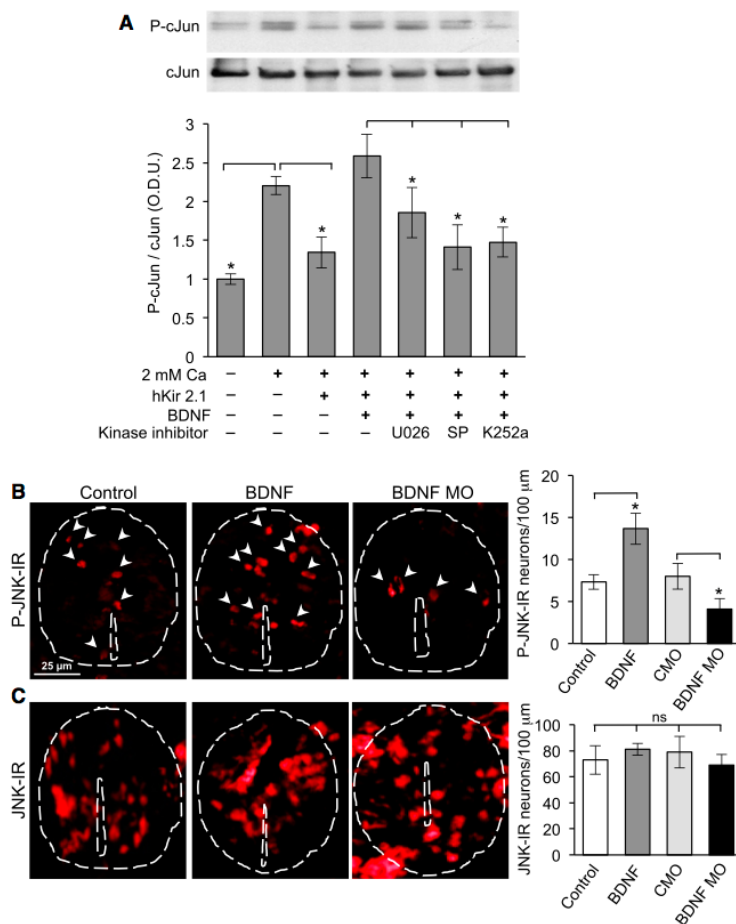 A
P-cJun
cJun
P-cJun / cJun (O.D.U.)
3
2.5
2
1.5
1
0.5
0
* * * * *
2 mM Ca – + + + + + +
hKir 2.1 – – + + + + +
BDNF – – – + + + +
Kinase inhibitor – – – – U026 SP K252a
B
Control BDNF BDNF MO
P-JNK-IR
25 µm
P-JNK-IR neurons/100 µm
20
15
10
5
0
* *
Control BDNF CMO BDNF MO
C
JNK-IR
JNK-IR neurons/100 µm
100
80
60
40
20
0
ns
Control BDNF CMO BDNF MO